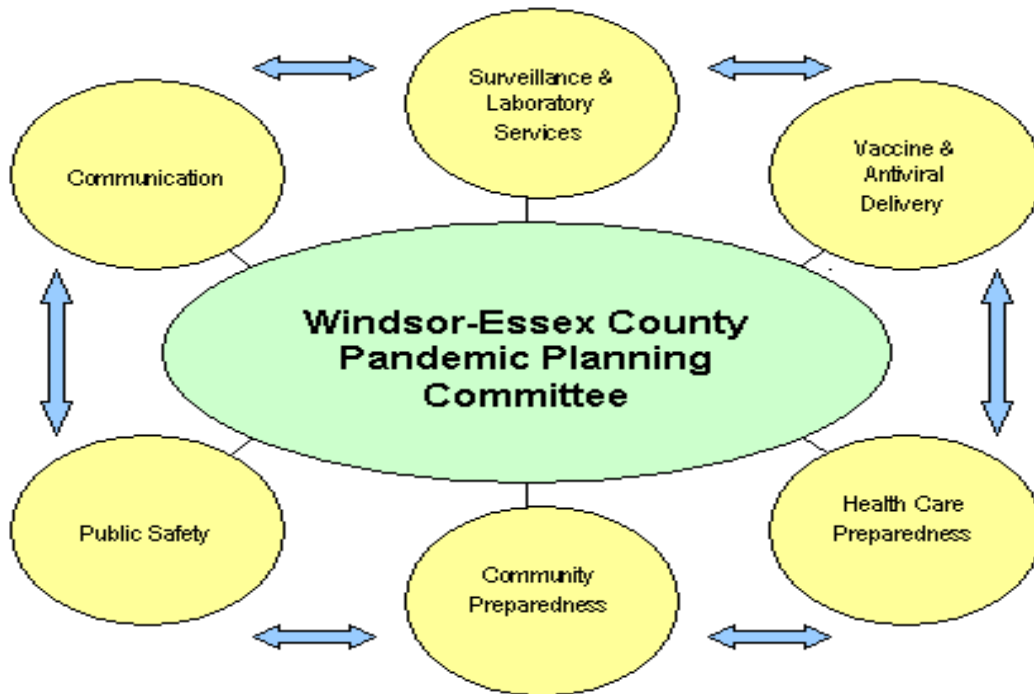 Surveillance &
Laboratory
Services
Communication
Vaccine &
Antiviral
Delivery
Windsor-Essex County
Pandemic Planning
Committee
Public Safety
Community
Preparedness
Health Care
Preparedness